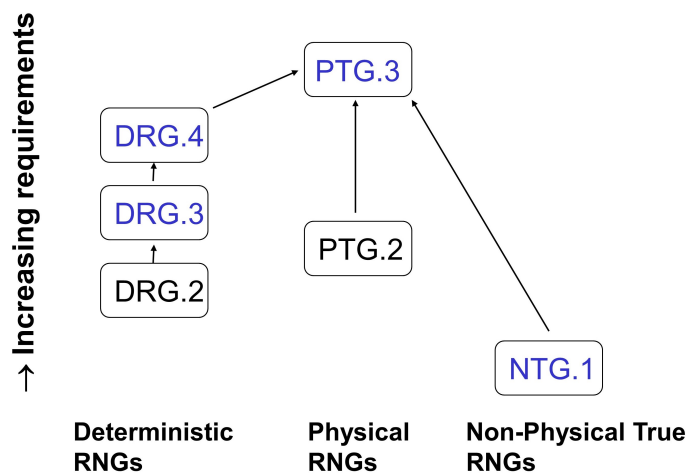 → Increasing requirements
PTG.3
DRG.4
DRG.3
PTG.2
DRG.2
NTG.1
Deterministic
RNGs
Physical
RNGs
Non-Physical True
RNGs